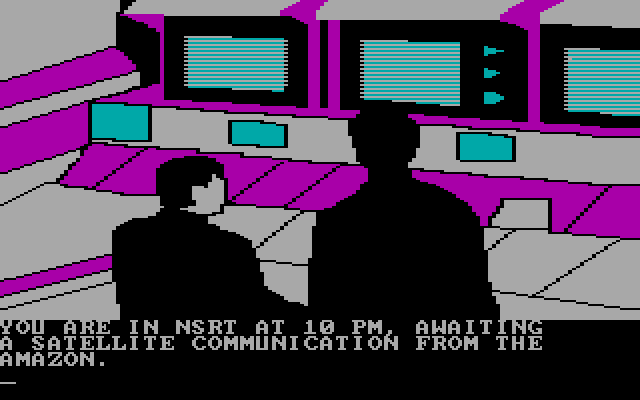 YOU ARE IN NSRT AT 10 PM, AWAITING
A SATELLITE COMMUNICATION FROM THE
AMAZON.